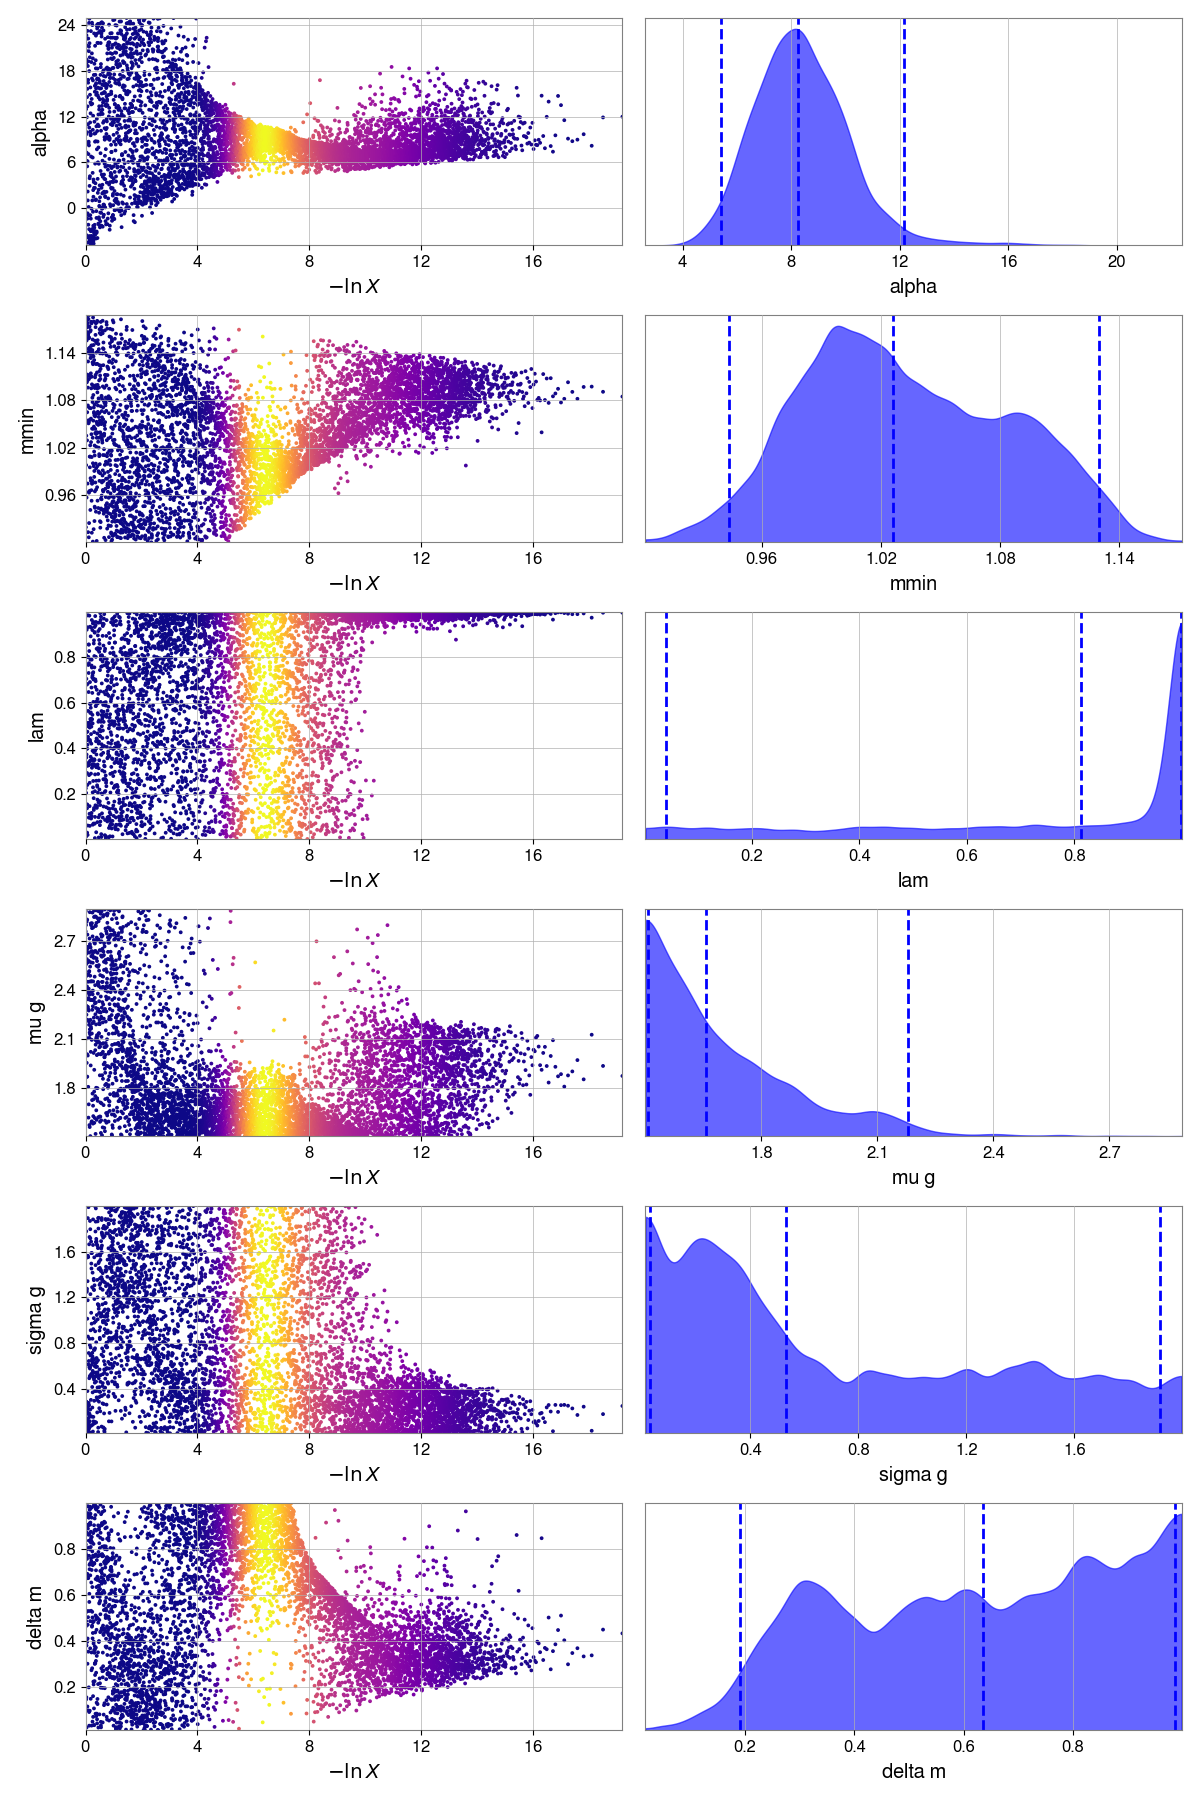 24
18
12
6
0
alpha
0 4 8 12 16
−ln X
4 8 12 16 20
alpha
1.14
1.08
1.02
0.96
mmin
0 4 8 12 16
−ln X
0.96 1.02 1.08 1.14
mmin
0.8
0.6
0.4
0.2
lam
0 4 8 12 16
−ln X
0.2 0.4 0.6 0.8
lam
2.7
2.4
2.1
1.8
mu g
0 4 8 12 16
−ln X
1.8 2.1 2.4 2.7
mu g
1.6
1.2
0.8
0.4
sigma g
0 4 8 12 16
−ln X
0.4 0.8 1.2 1.6
sigma g
0.8
0.6
0.4
0.2
delta m
0 4 8 12 16
−ln X
0.2 0.4 0.6 0.8
delta m